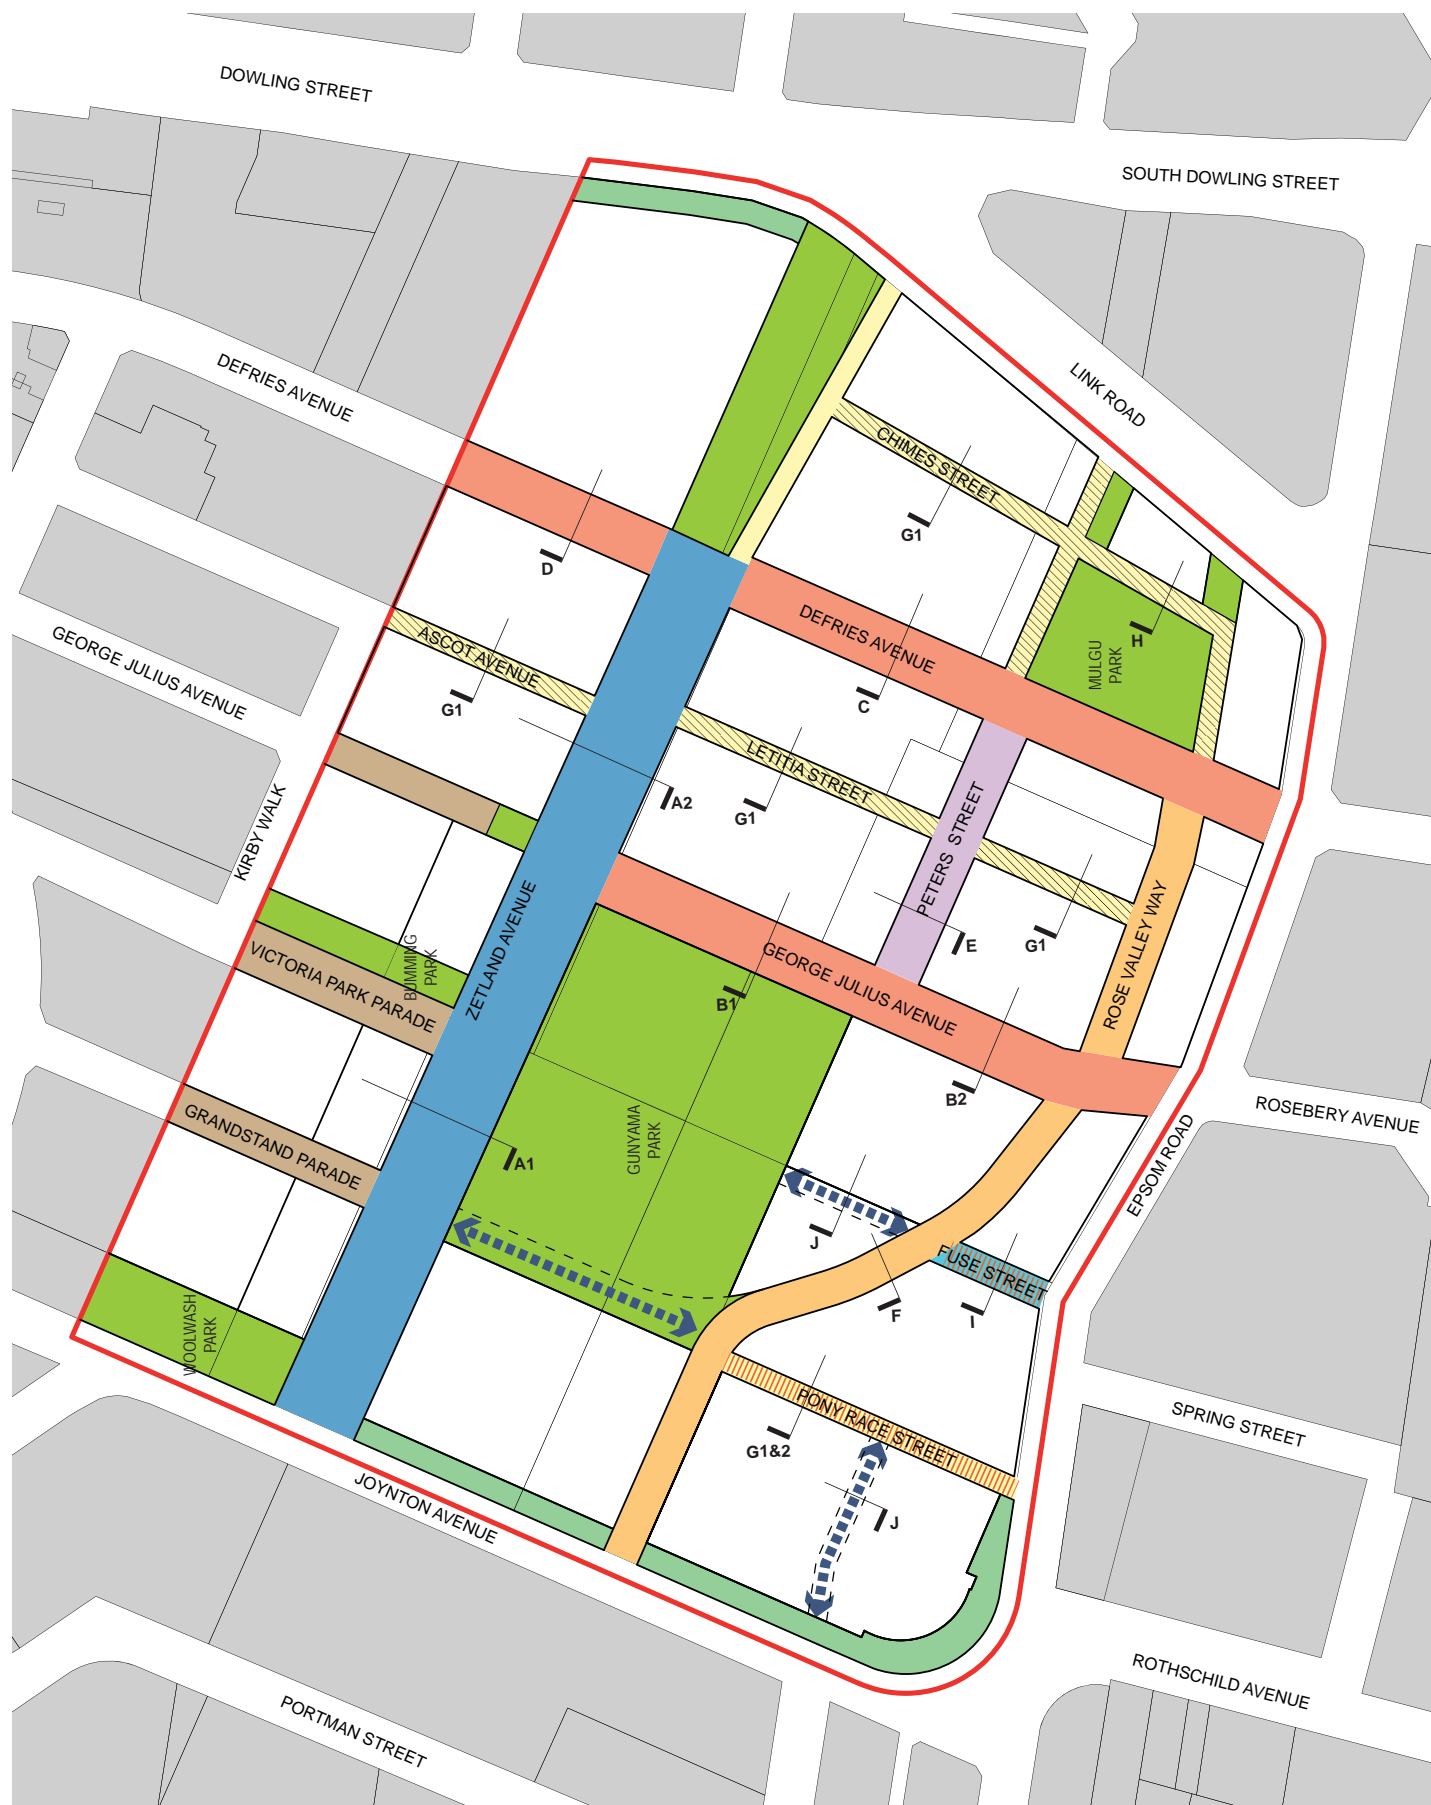 DOWLING STREET
SOUTH DOWLING STREET
DEFRIES AVENUE
LINK ROAD
CHIMES STREET
G1
D
DEFRIES AVENUE
H
MULGU
PARK
GEORGE JULIUS AVENUE
ASCOT AVENUE
G1
C
LETITIA STREET
A2
G1
KIRBY WALK
PETERS STREET
ROSE VALLEY WAY
ZETLAND AVENUE
BUMMING
PARK
VICTORIA PARK PARADE
GEORGE JULIUS AVENUE
E
G1
B1
B2
GRANDSTAND PARADE
A1
GUNYAMA
PARK
ROSEBERY AVENUE
EPSOM ROAD
J
FUSE STREET
F
I
WOOLWASH
PARK
PONY RACE STREET
G1&2
SPRING STREET
JOYNTON AVENUE
J
ROTHSCHILD AVENUE
PORTMAN STREET